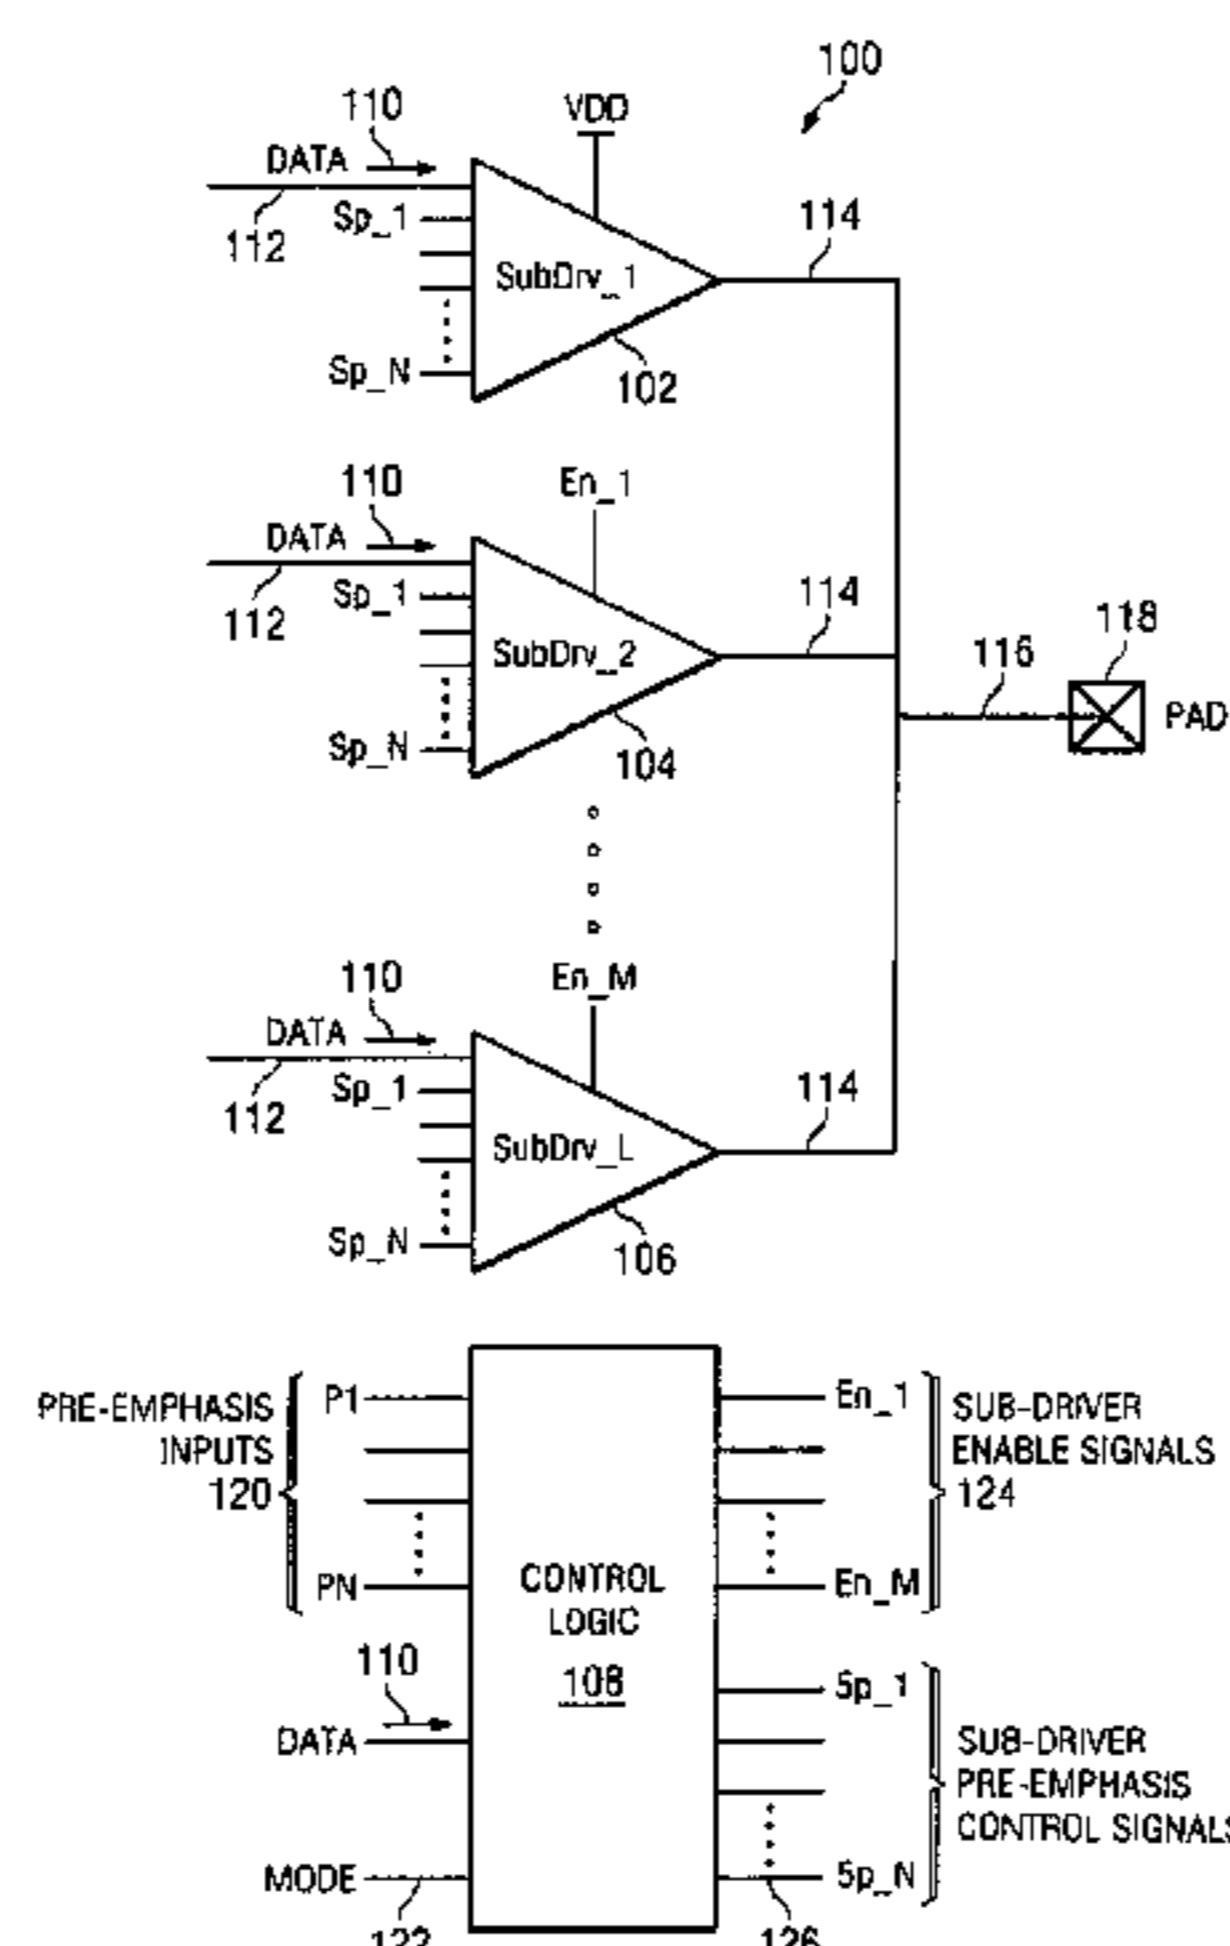 100
110
VDD
DATA
112
Sp_1
114
SubDrv_1
Sp_N
102
110
En_1
DATA
112
Sp_1
114
SubDrv_2
118
116
PAD
Sp_N
104
110
En_M
DATA
112
Sp_1
114
SubDrv_L
Sp_N
106
PRE-EMPHASIS
INPUTS
120
P1
PN
En_1
SUB-DRIVER
ENABLE SIGNALS
124
En_M
CONTROL
LOGIC
108
110
DATA
Sp_1
SUB-DRIVER
PRE-EMPHASIS
CONTROL SIGNALS
MODE
122
Sp_N
126